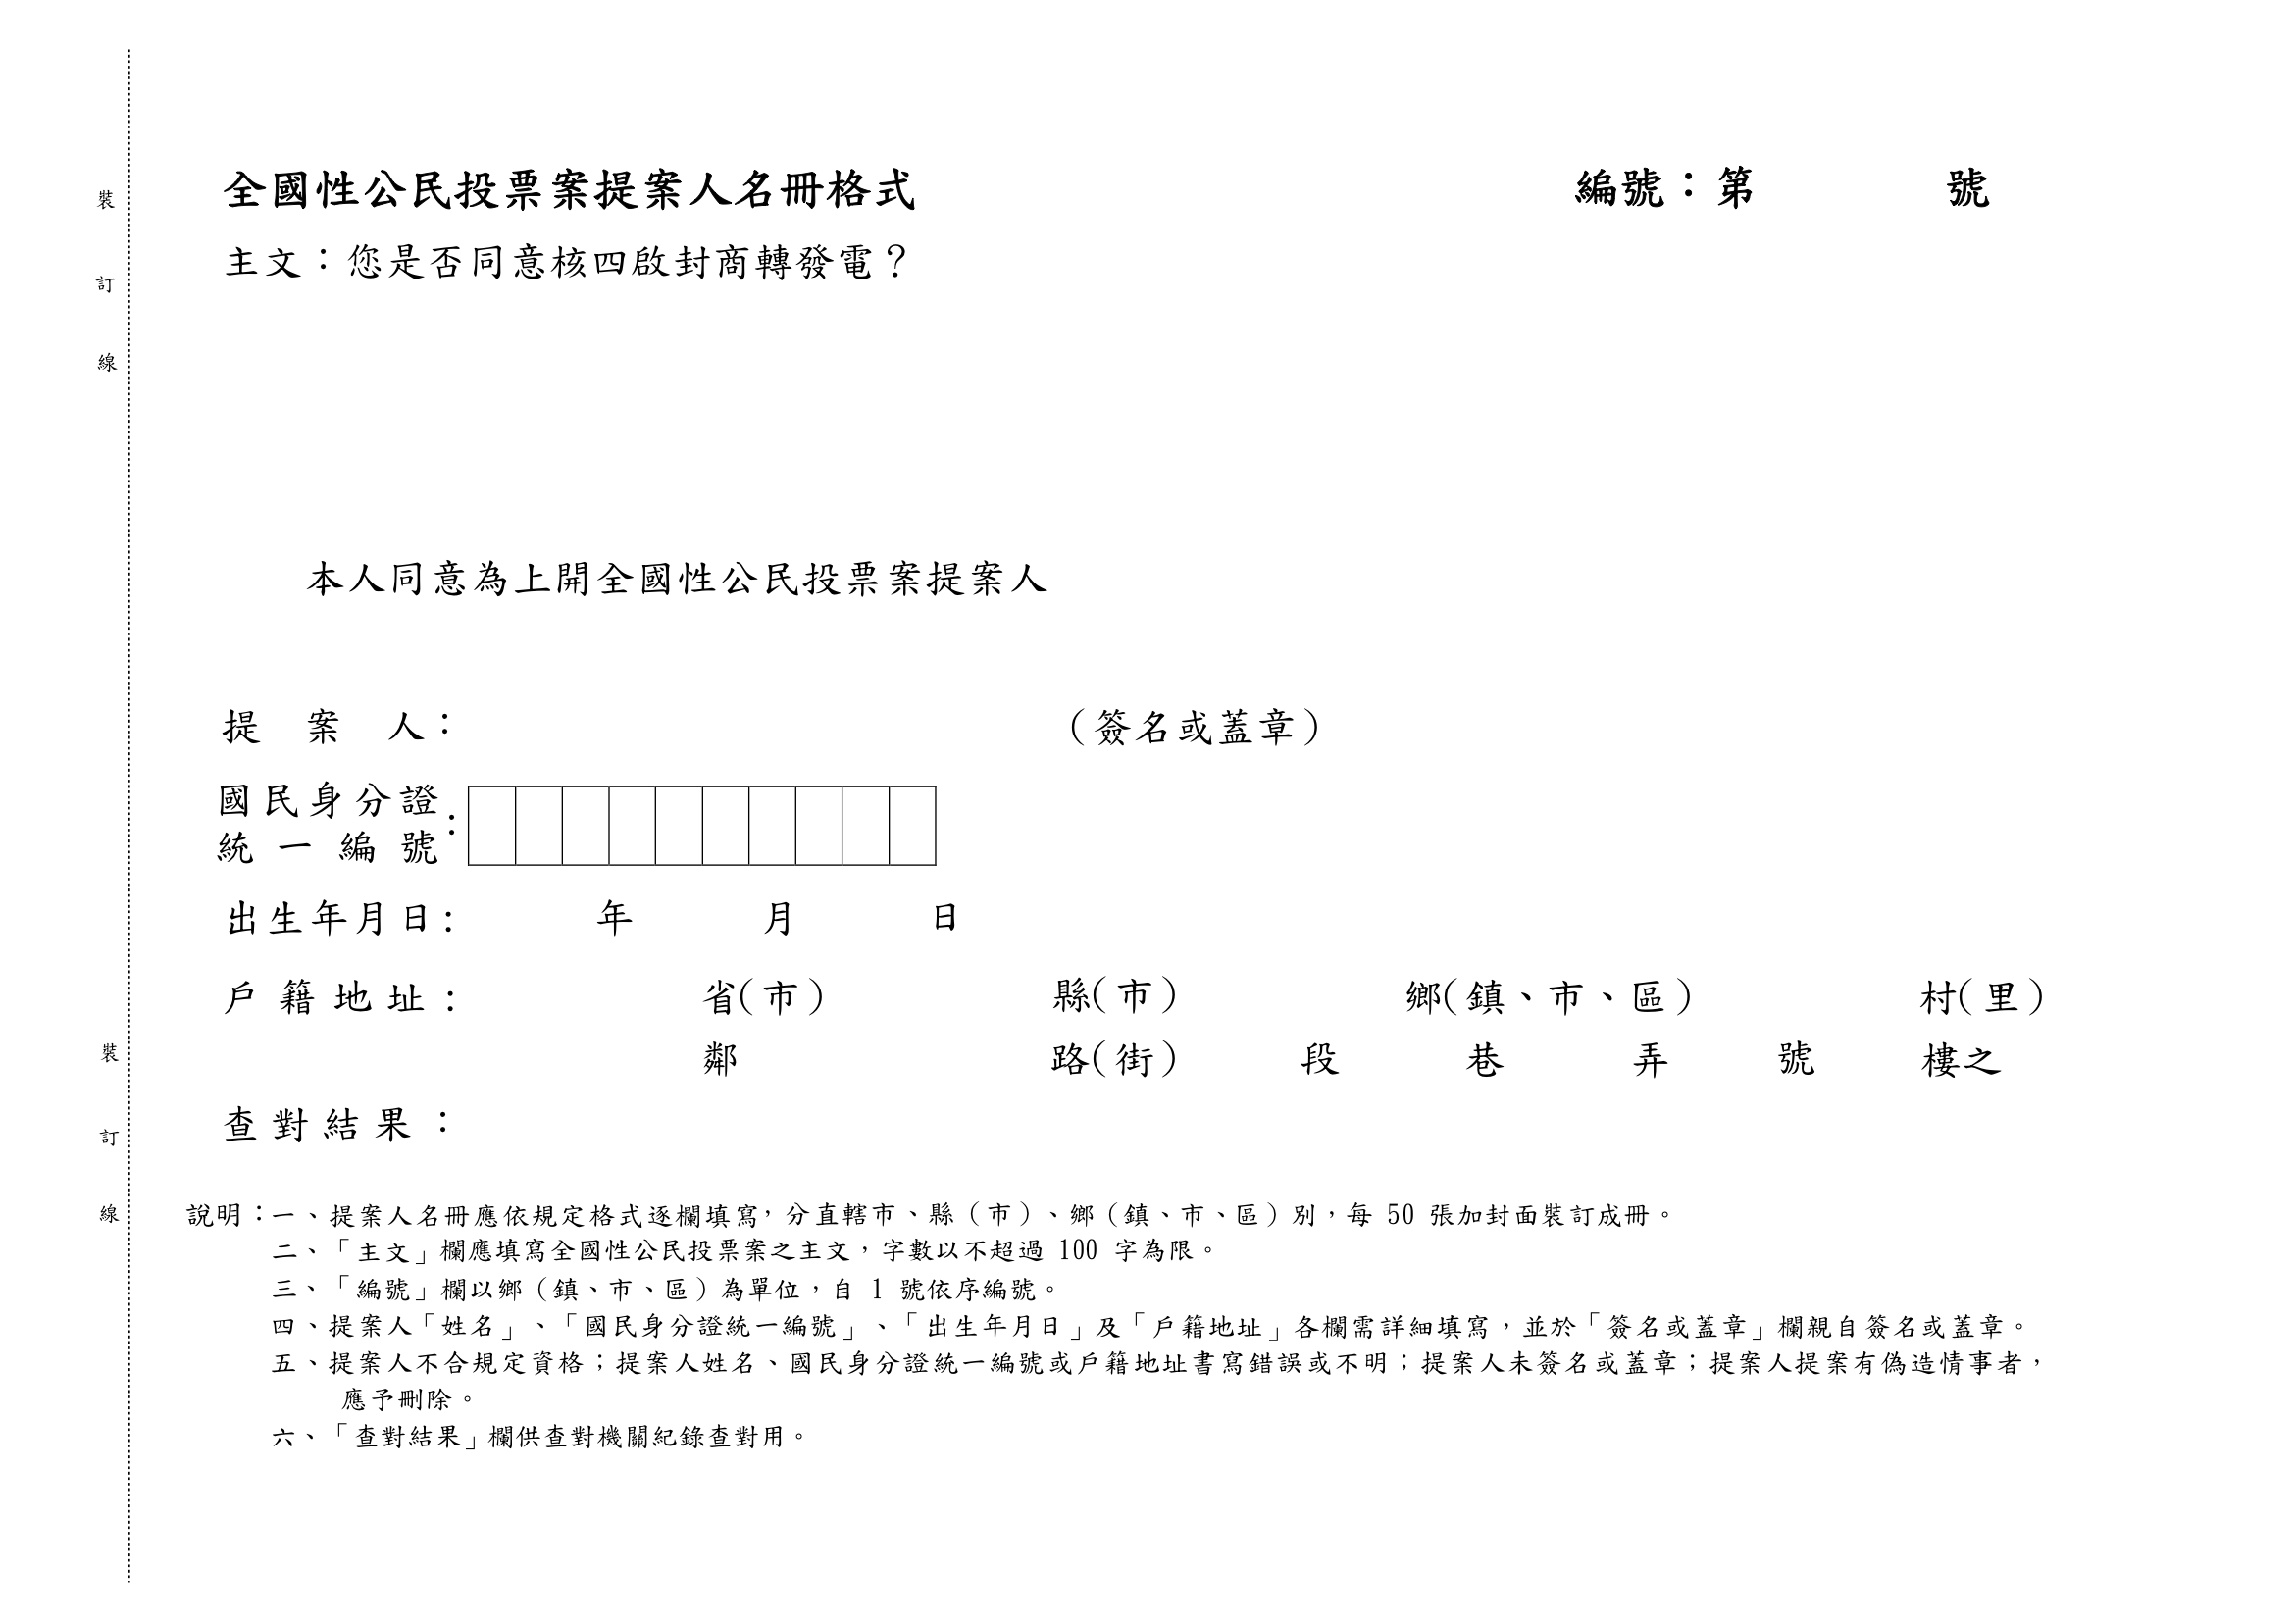 全國性公民投票案提案人名冊格式 編號：第 號
主文：您是否同意核四啟封商轉發電？
本人同意為上開全國性公民投票案提案人
提 案 人： （簽名或蓋章）
國民身分證
統一編號：
出生年月日： 年 月 日
戶籍地址： 省(市) 縣(市) 鄉(鎮、市、區) 村(里)
鄰 路(街) 段 巷 弄 號 樓之
查對結果：
說明：一、提案人名冊應依規定格式逐欄填寫，分直轄市、縣（市）、鄉（鎮、市、區）別，每 50 張加封面裝訂成冊。
二、「主文」欄應填寫全國性公民投票案之主文，字數以不超過 100 字為限。
三、「編號」欄以鄉（鎮、市、區）為單位，自 1 號依序編號。
四、提案人「姓名」、「國民身分證統一編號」、「出生年月日」及「戶籍地址」各欄需詳細填寫，並於「簽名或蓋章」欄親自簽名或蓋章。
五、提案人不合規定資格；提案人姓名、國民身分證統一編號或戶籍地址書寫錯誤或不明；提案人未簽名或蓋章；提案人提案有偽造情事者，
應予刪除。
六、「查對結果」欄供查對機關紀錄查對用。
裝
訂
線
裝
訂
線